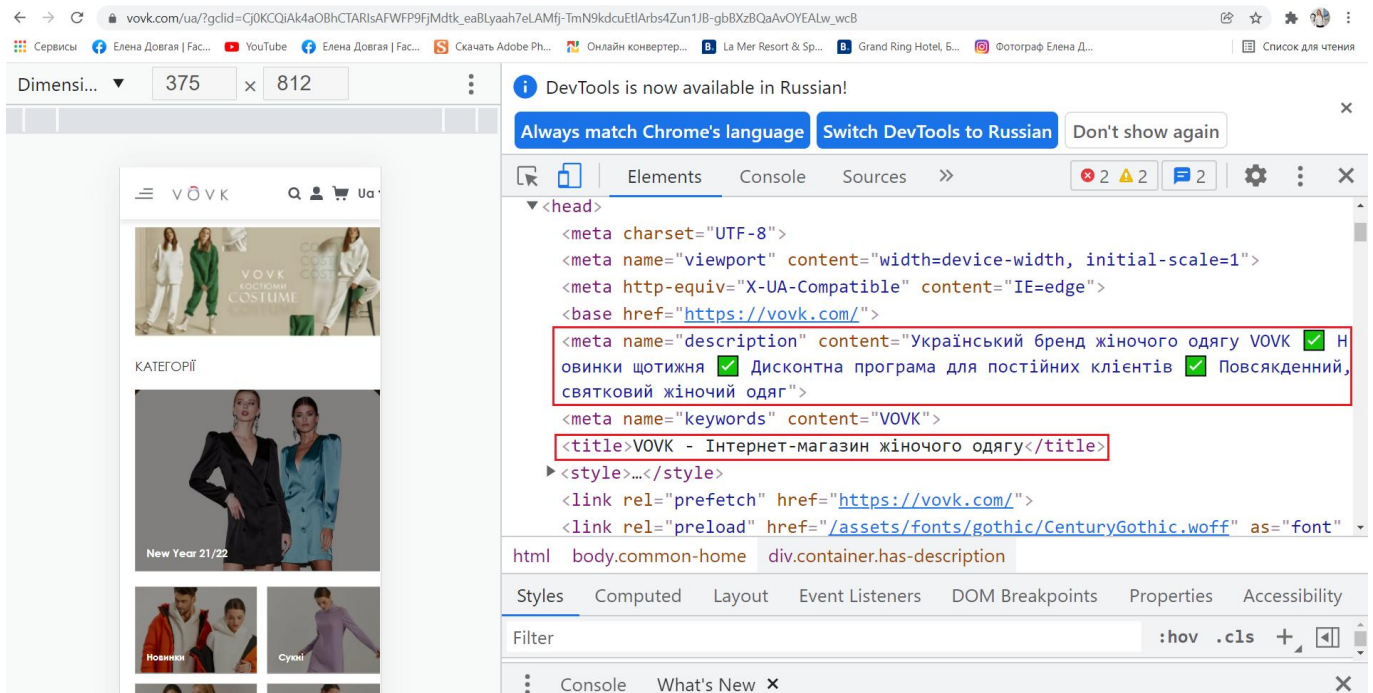 vovk.com/ua/?gclid=Cj0KCQiAk4aOBhCTARIsAFWFP9FjMdtk_eaBLyaah7eLAMfj-TmN9kdcuEtlArbs4Zun1JB-gbBXzBQaAvOYEALw_wcB
Сервисы Елена Довгая | Fac... YouTube Елена Довгая | Fac... Скачать Adobe Ph... Онлайн конвертер... La Mer Resort & Sp... Grand Ring Hotel, Б... Фотограф Елена Д... Список для чтения
Dimensi... ▼ 375 × 812
DevTools is now available in Russian!
Always match Chrome's language Switch DevTools to Russian Don't show again
Elements Console Sources » 2 2 2
VOVK Ua
VOVK
КОСТЮМИ
COSTUME
КАТЕГОРІЇ
New Year 21/22
Новинки Сукні
▼<head>
<meta charset="UTF-8">
<meta name="viewport" content="width=device-width, initial-scale=1">
<meta http-equiv="X-UA-Compatible" content="IE=edge">
<base href="https://vovk.com/">
<meta name="description" content="Український бренд жіночого одягу VOVK ✅ Н
овинки щотижня ✅ Дисконтна програма для постійних клієнтів ✅ Повсякденний,
святковий жіночий одяг">
<meta name="keywords" content="VOVK">
<title>VOVK - Інтернет-магазин жіночого одягу</title>
▶<style>…</style>
<link rel="prefetch" href="https://vovk.com/">
<link rel="preload" href="/assets/fonts/gothic/CenturyGothic.woff" as="font"
html body.common-home div.container.has-description
Styles Computed Layout Event Listeners DOM Breakpoints Properties Accessibility
Filter :hov .cls +
Console What's New ×